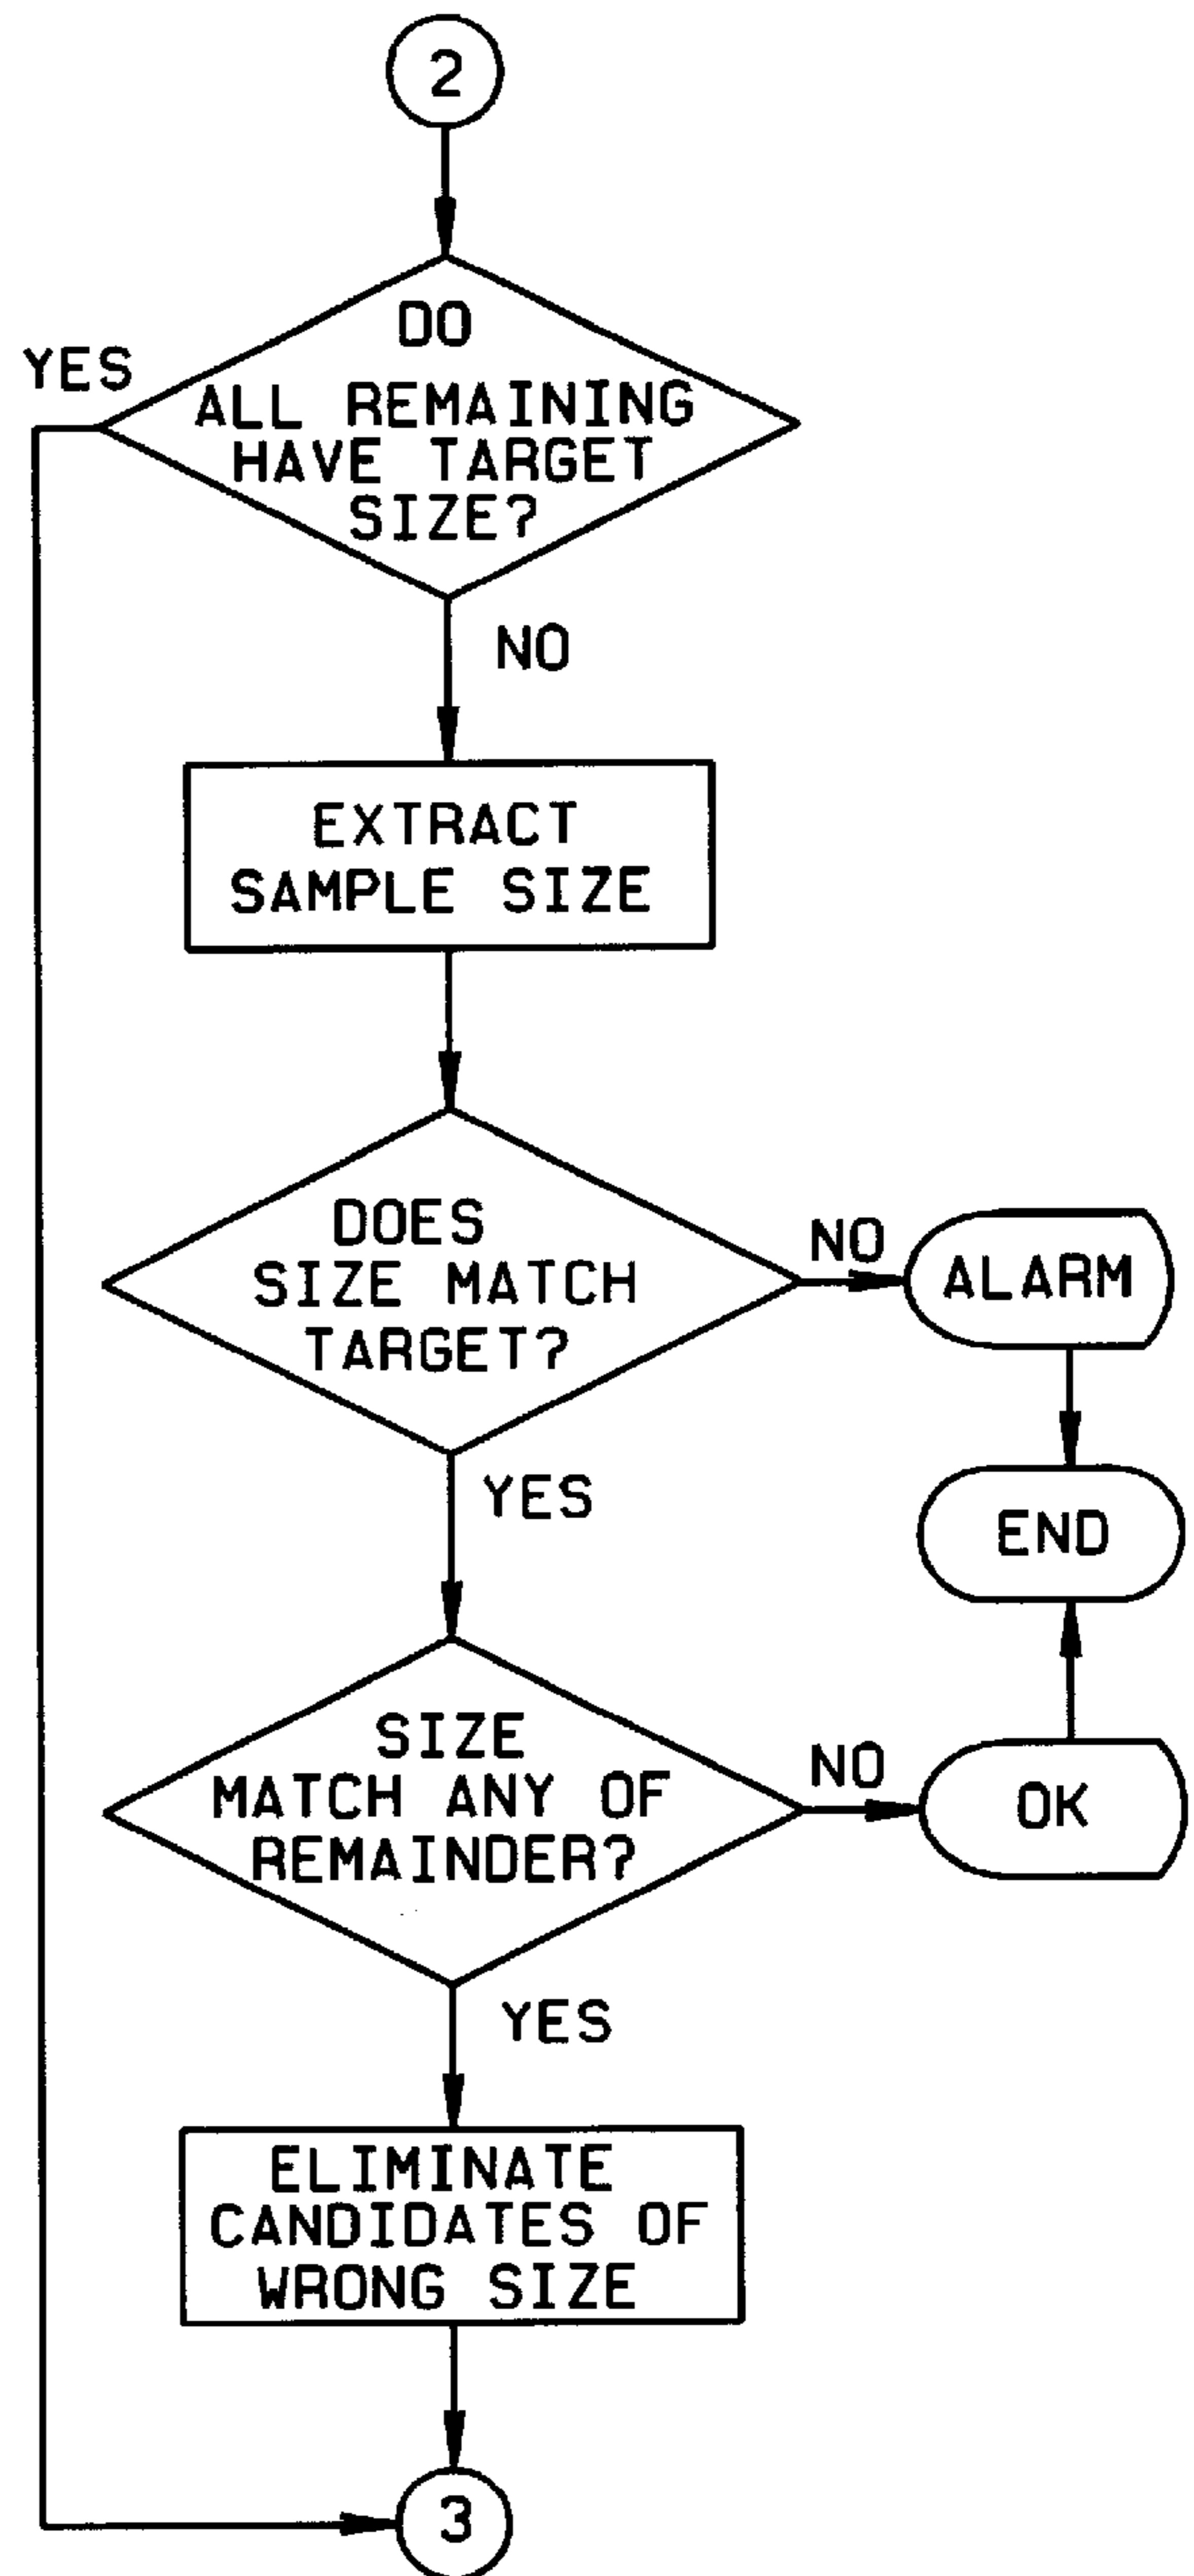 2
DO
ALL REMAINING
HAVE TARGET
SIZE?
YES
NO
EXTRACT
SAMPLE SIZE
DOES
SIZE MATCH
TARGET?
NO
ALARM
YES
END
SIZE
MATCH ANY OF
REMAINDER?
NO
OK
YES
ELIMINATE
CANDIDATES OF
WRONG SIZE
3